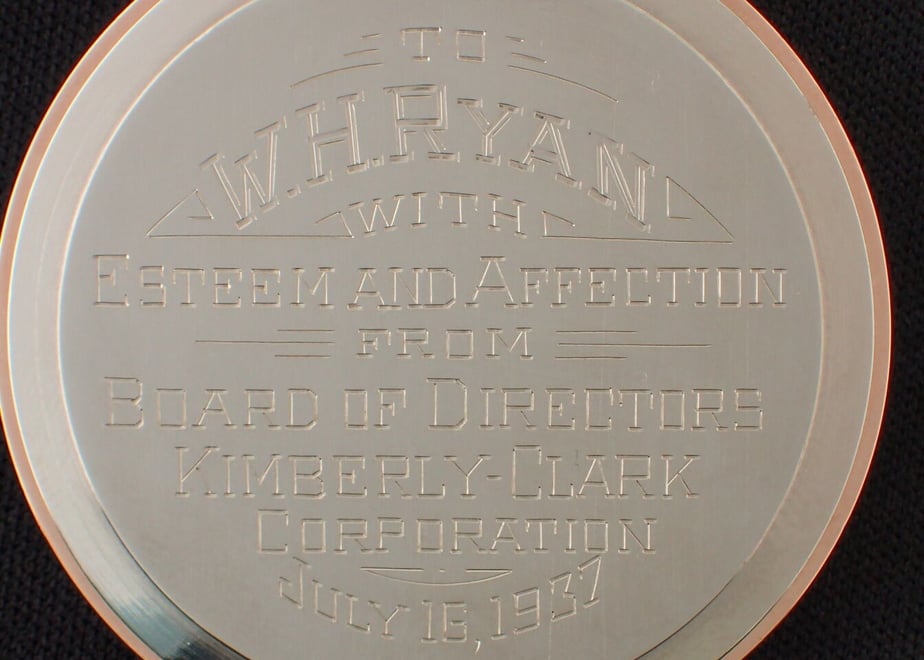 TO
W.H.RYAN
WITH
ESTEEM AND AFFECTION
FROM
BOARD OF DIRECTORS
KIMBERLY-CLARK
CORPORATION
JULY 16, 1937